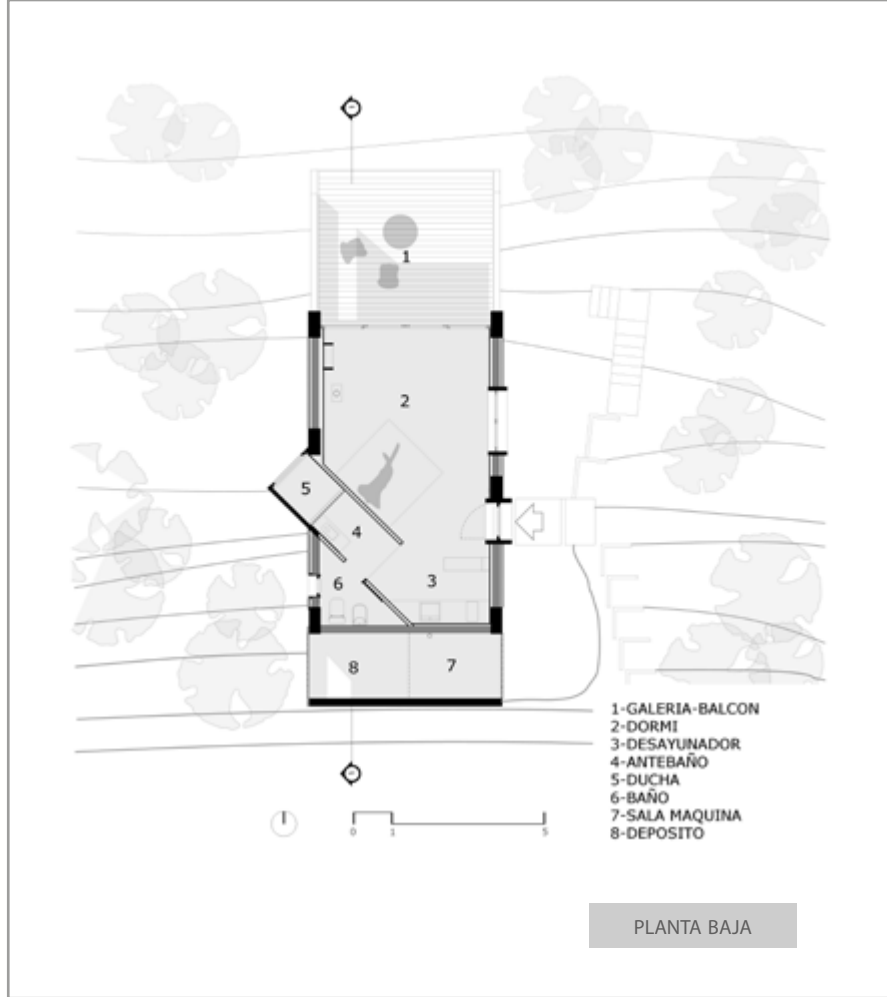 1
2
5
4
6
3
8
7
1-GALERIA-BALCON
2-DORMI
3-DESAYUNADOR
4-ANTEBAÑO
5-DUCHA
6-BAÑO
7-SALA MAQUINA
8-DEPOSITO
0 1 5
PLANTA BAJA